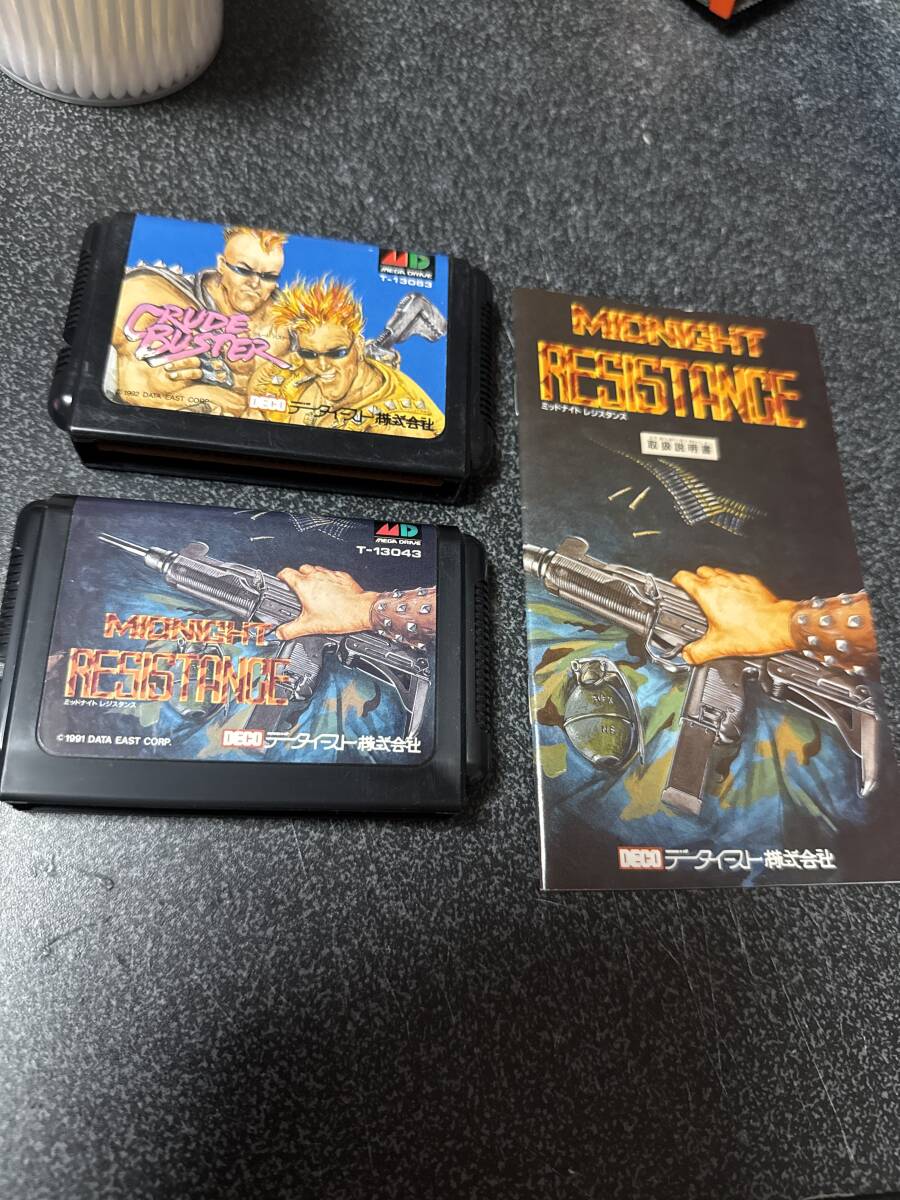 MD
MEGA DRIVE
T-13083
CRUDE
BUSTER
© 1992 DATA EAST CORP.
DECO データイースト株式会社
MD
MEGA DRIVE
T-13043
MIDNIGHT
RESISTANCE
ミッドナイト レジスタンス
© 1991 DATA EAST CORP.
DECO データイースト株式会社
MIDNIGHT
RESISTANCE
ミッドナイト レジスタンス
取扱説明書
DECO データイースト株式会社